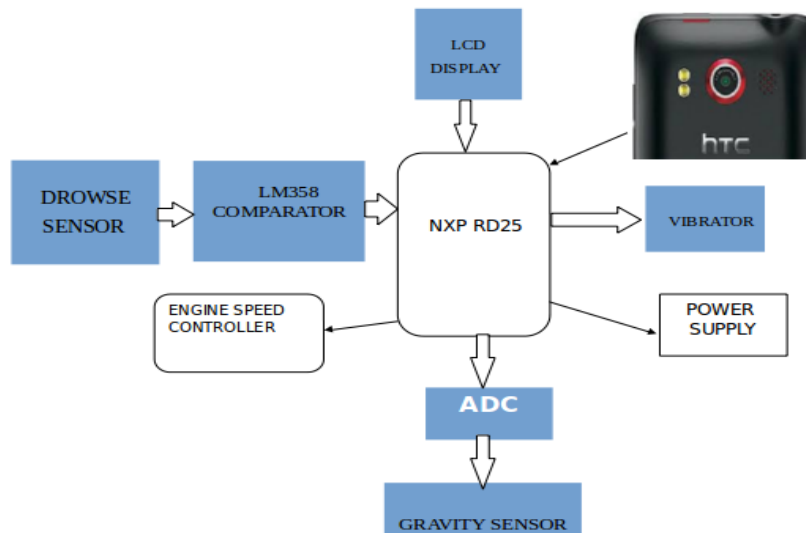 LCD
DISPLAY
hTC
DROWSE
SENSOR
LM358
COMPARATOR
NXP RD25
VIBRATOR
ENGINE SPEED
CONTROLLER
POWER
SUPPLY
ADC
GRAVITY SENSOR